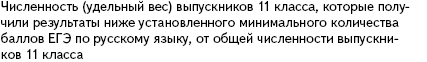 Численность (удельный вес) выпускников 11 класса, которые полу-
чили результаты ниже установленного минимального количества
баллов ЕГЭ по русскому языку, от общей численности выпускни-
ков 11 класса